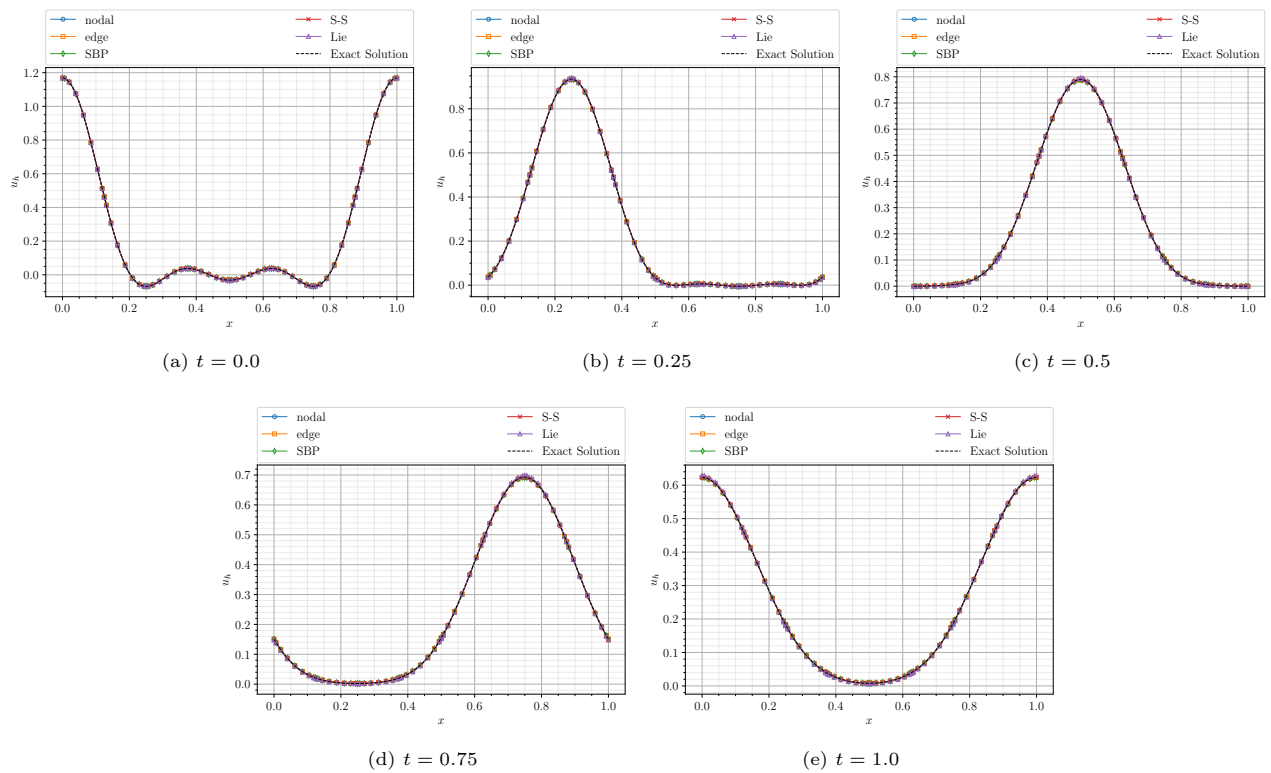 nodal
edge
SBP
S-S
Lie
Exact Solution
1.2
1.0
0.8
0.6
0.4
0.2
0.0
u_h
0.0 0.2 0.4 0.6 0.8 1.0
x
(a) t = 0.0
nodal
edge
SBP
S-S
Lie
Exact Solution
0.8
0.6
0.4
0.2
0.0
u_h
0.0 0.2 0.4 0.6 0.8 1.0
x
(b) t = 0.25
nodal
edge
SBP
S-S
Lie
Exact Solution
0.8
0.7
0.6
0.5
0.4
0.3
0.2
0.1
0.0
u_h
0.0 0.2 0.4 0.6 0.8 1.0
x
(c) t = 0.5
nodal
edge
SBP
S-S
Lie
Exact Solution
0.7
0.6
0.5
0.4
0.3
0.2
0.1
0.0
u_h
0.0 0.2 0.4 0.6 0.8 1.0
x
(d) t = 0.75
nodal
edge
SBP
S-S
Lie
Exact Solution
0.6
0.5
0.4
0.3
0.2
0.1
0.0
u_h
0.0 0.2 0.4 0.6 0.8 1.0
x
(e) t = 1.0